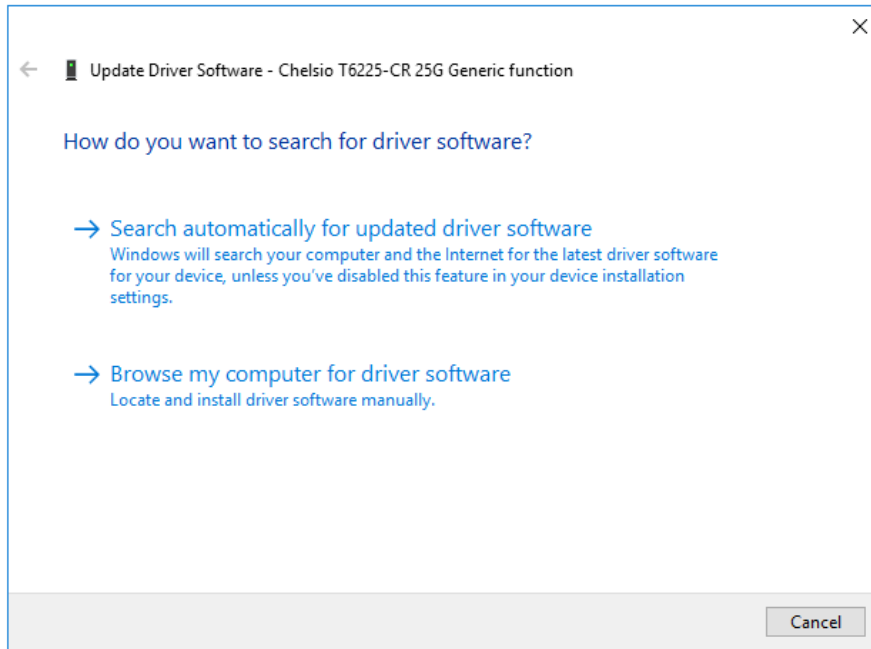 Update Driver Software - Chelsio T6225-CR 25G Generic function
How do you want to search for driver software?
Search automatically for updated driver software
Windows will search your computer and the Internet for the latest driver software
for your device, unless you've disabled this feature in your device installation
settings.
Browse my computer for driver software
Locate and install driver software manually.
Cancel